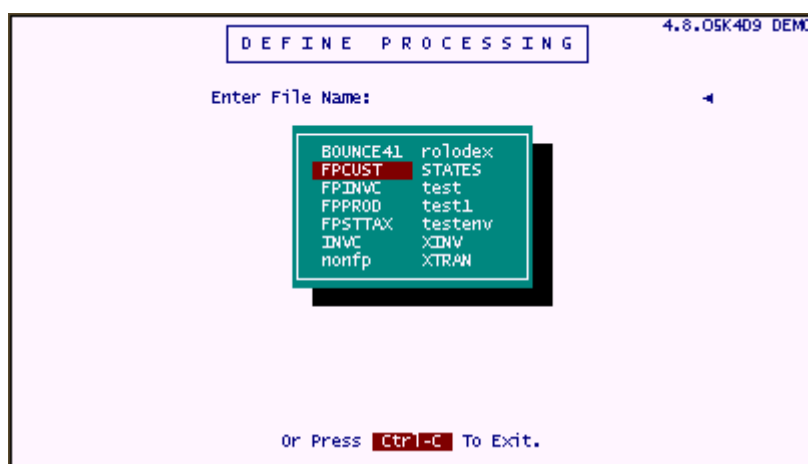 4.8.05K4D9 DEMO
DEFINE PROCESSING
Enter File Name:
BOUNCE41 rolodex
FPCUST STATES
FPINVC test
FPPROD test1
FPSTTAX testenv
INVC XINV
nonfp XTRAN
Or Press Ctrl-C To Exit.